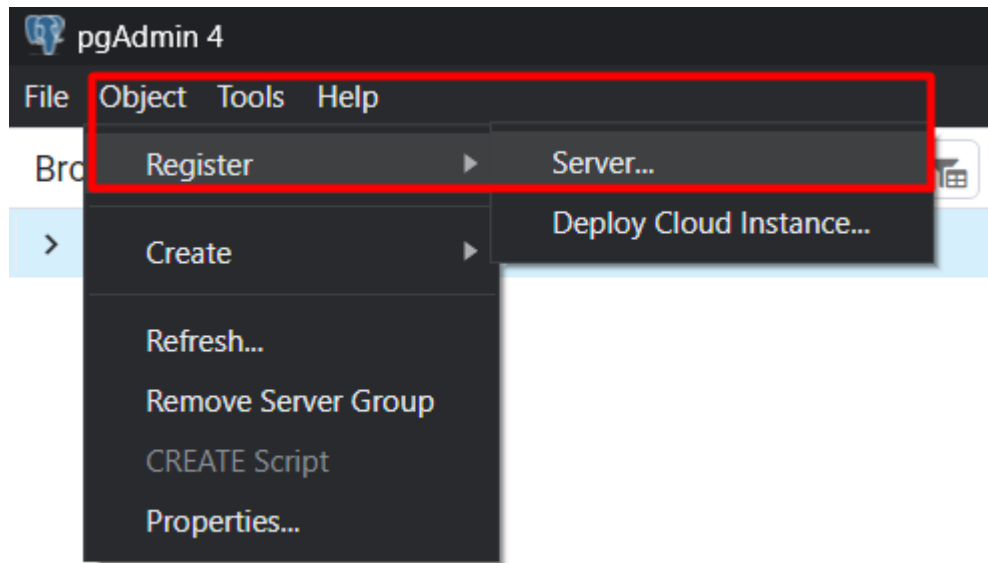 pgAdmin 4
File Object Tools Help
Bro
Register
Server...
Deploy Cloud Instance...
Create
Refresh...
Remove Server Group
CREATE Script
Properties...